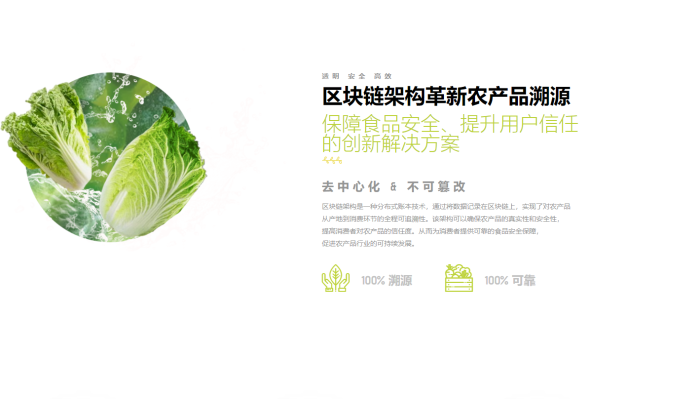 透明 安全 高效
区块链架构革新农产品溯源
保障食品安全、提升用户信任
的创新解决方案
去中心化 & 不可篡改
区块链架构是一种分布式账本技术，通过将数据记录在区块链上，实现了对农产品
从产地到消费环节的全程可追溯性。该架构可以确保农产品的真实性和安全性，
提高消费者对农产品的信任度。从而为消费者提供可靠的食品安全保障，
促进农产品行业的可持续发展。
100% 溯源
100% 可靠